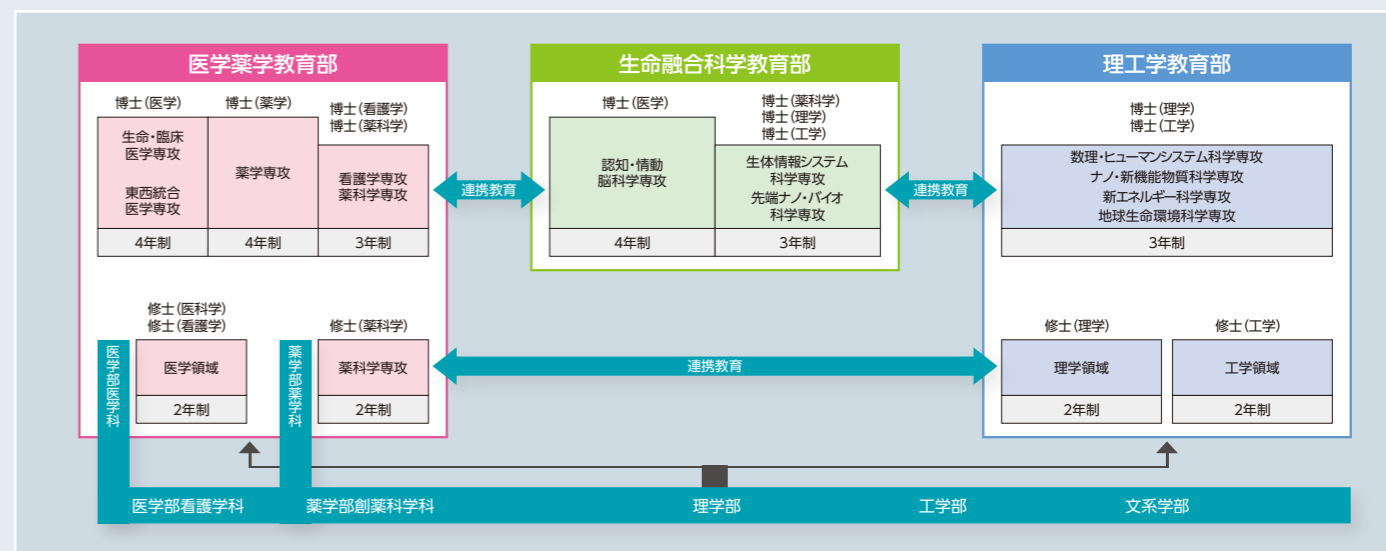 医学薬学教育部
博士（医学）
生命・臨床
医学専攻
東西統合
医学専攻
4年制
博士（薬学）
薬学専攻
4年制
博士（看護学）
博士（薬科学）
看護学専攻
薬科学専攻
3年制
連携教育
生命融合科学教育部
博士（医学）
認知・情動
脳科学専攻
4年制
博士（薬科学）
博士（理学）
博士（工学）
生体情報システム
科学専攻
先端ナノ・バイオ
科学専攻
3年制
連携教育
理工学教育部
博士（理学）
博士（工学）
数理・ヒューマンシステム科学専攻
ナノ・新機能物質科学専攻
新エネルギー科学専攻
地球生命環境科学専攻
3年制
医学部医学科
修士（医科学）
修士（看護学）
医学領域
2年制
薬学部薬学科
修士（薬科学）
薬科学専攻
2年制
連携教育
修士（理学）
理学領域
2年制
修士（工学）
工学領域
2年制
医学部看護学科
薬学部創薬科学科
理学部
工学部
文系学部